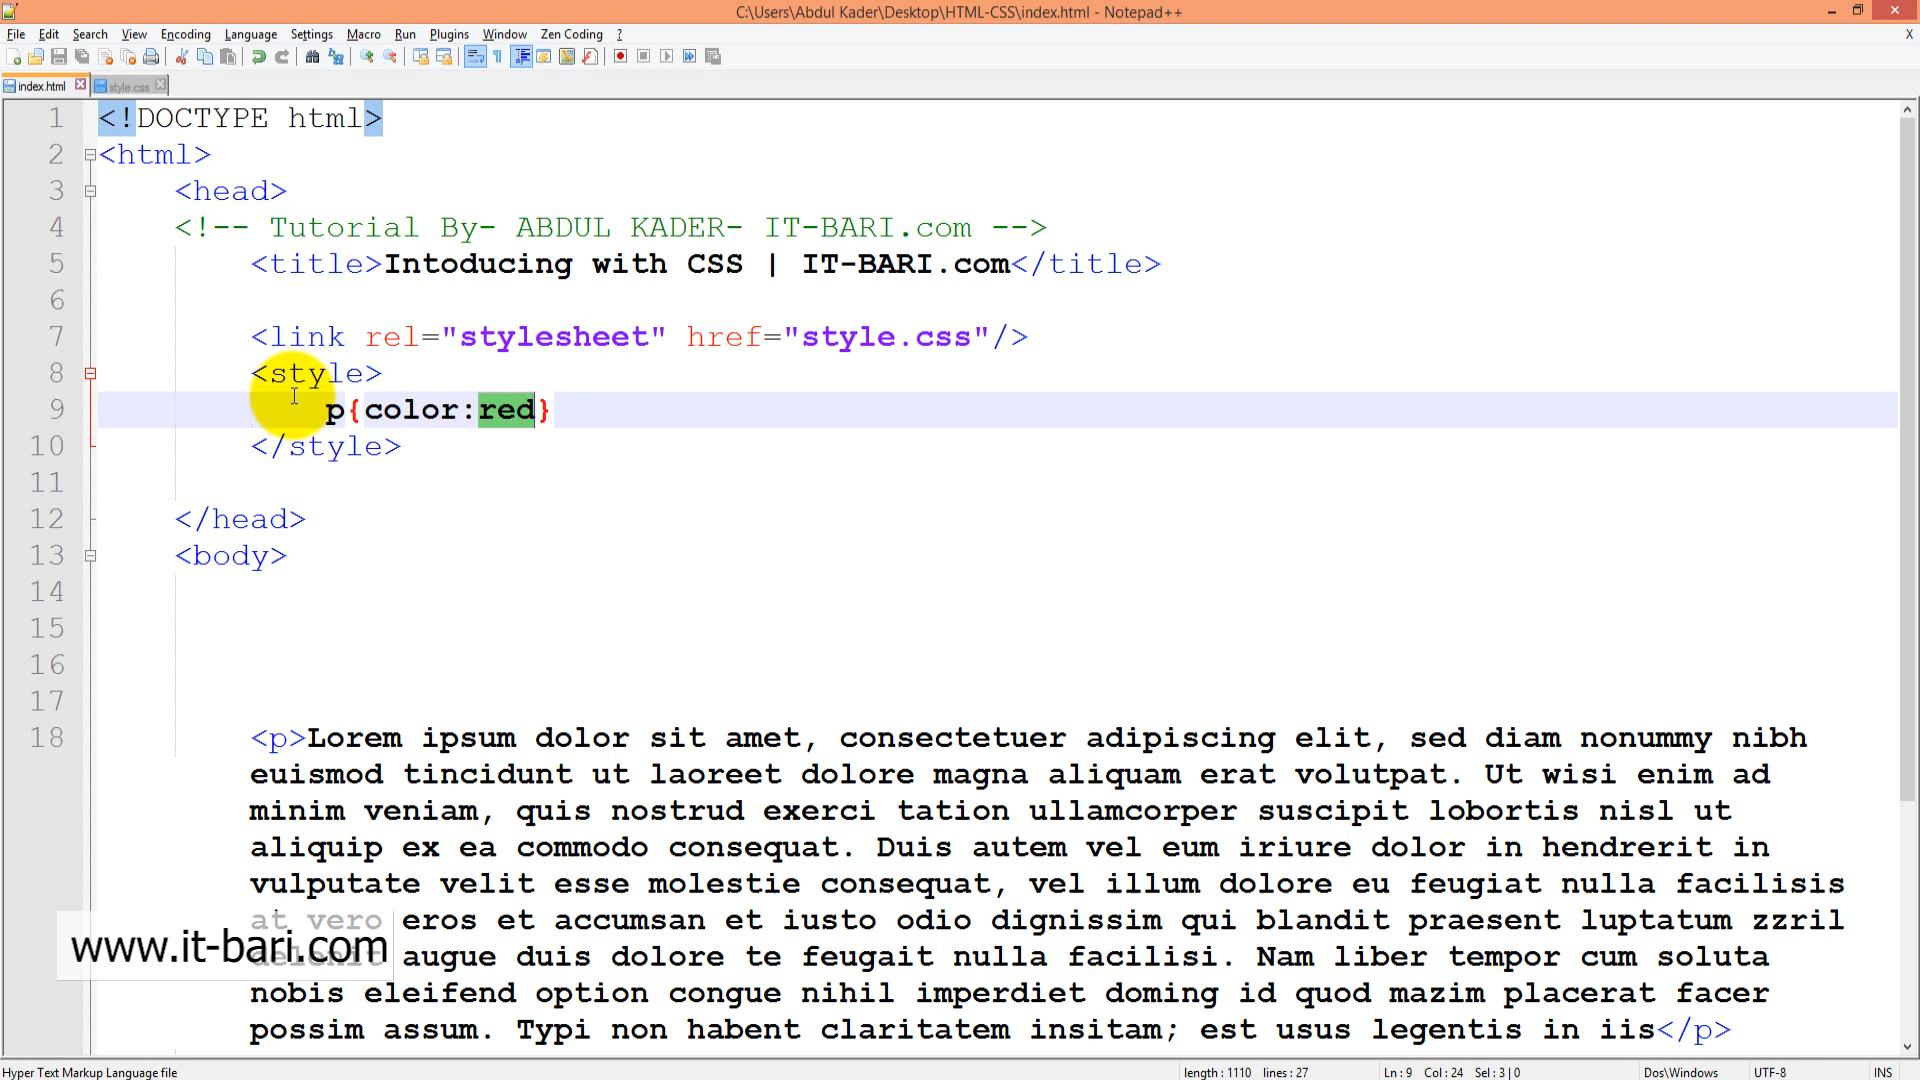 C:\Users\Abdul Kader\Desktop\HTML-CSS\index.html - Notepad++
File Edit Search View Encoding Language Settings Macro Run Plugins Window Zen Coding ? X
index.html style.css
1 <!DOCTYPE html>
2 <html>
3 <head>
4 <!-- Tutorial By- ABDUL KADER- IT-BARI.com -->
5 <title>Intoducing with CSS | IT-BARI.com</title>
6
7 <link rel="stylesheet" href="style.css"/>
8 <style>
9 p{color:red}
10 </style>
11
12 </head>
13 <body>
14
15
16
17
18 <p>Lorem ipsum dolor sit amet, consectetuer adipiscing elit, sed diam nonummy nibh
euismod tincidunt ut laoreet dolore magna aliquam erat volutpat. Ut wisi enim ad
minim veniam, quis nostrud exerci tation ullamcorper suscipit lobortis nisl ut
aliquip ex ea commodo consequat. Duis autem vel eum iriure dolor in hendrerit in
vulputate velit esse molestie consequat, vel illum dolore eu feugiat nulla facilisis
at vero eros et accumsan et iusto odio dignissim qui blandit praesent luptatum zzril
www.it-bari.com
delenit augue duis dolore te feugait nulla facilisi. Nam liber tempor cum soluta
nobis eleifend option congue nihil imperdiet doming id quod mazim placerat facer
possim assum. Typi non habent claritatem insitam; est usus legentis in iis</p>
Hyper Text Markup Language file length : 1110 lines : 27 Ln : 9 Col : 24 Sel : 3 | 0 Dos\Windows UTF-8 INS